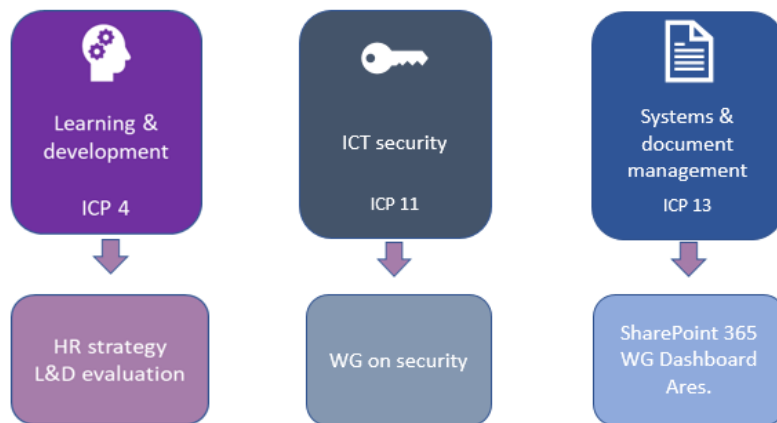 Learning &
development
ICP 4
ICT security
ICP 11
Systems &
document
management
ICP 13
HR strategy
L&D evaluation
WG on security
SharePoint 365
WG Dashboard
Ares.